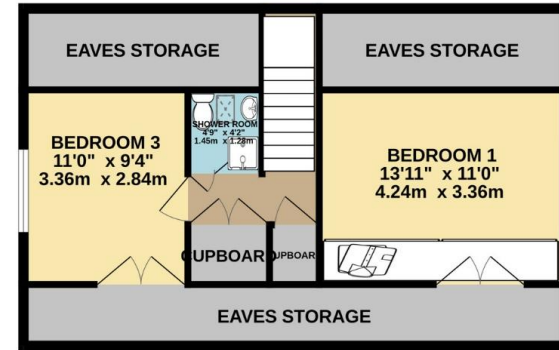 EAVES STORAGE
EAVES STORAGE
SHOWER ROOM
4'9" x 4'2"
1.45m x 1.28m
BEDROOM 3
11'0" x 9'4"
3.36m x 2.84m
BEDROOM 1
13'11" x 11'0"
4.24m x 3.36m
CUPBOARD
UPBOAR
EAVES STORAGE